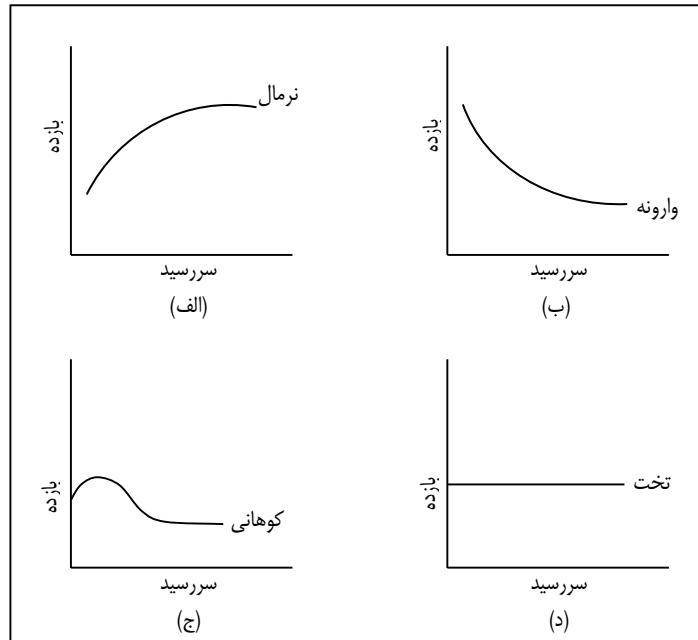 نرمال
بازده
سررسید
(الف)
وارونه
بازده
سررسید
(ب)
کوهانی
بازده
سررسید
(ج)
تخت
بازده
سررسید
(د)